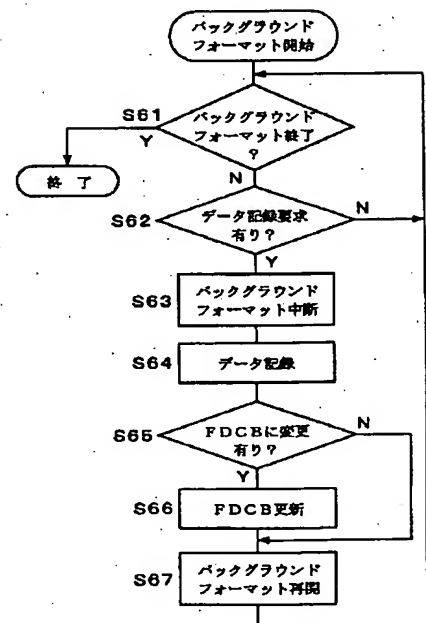 バックグラウンド
フォーマット開始
S61
バックグラウンド
フォーマット終了
?
Y
終 了
N
S62
データ記録要求
有り?
N
Y
S63
バックグラウンド
フォーマット中断
S64
データ記録
S65
FDCBに変更
有り?
N
Y
S66
FDCB更新
S67
バックグラウンド
フォーマット再開